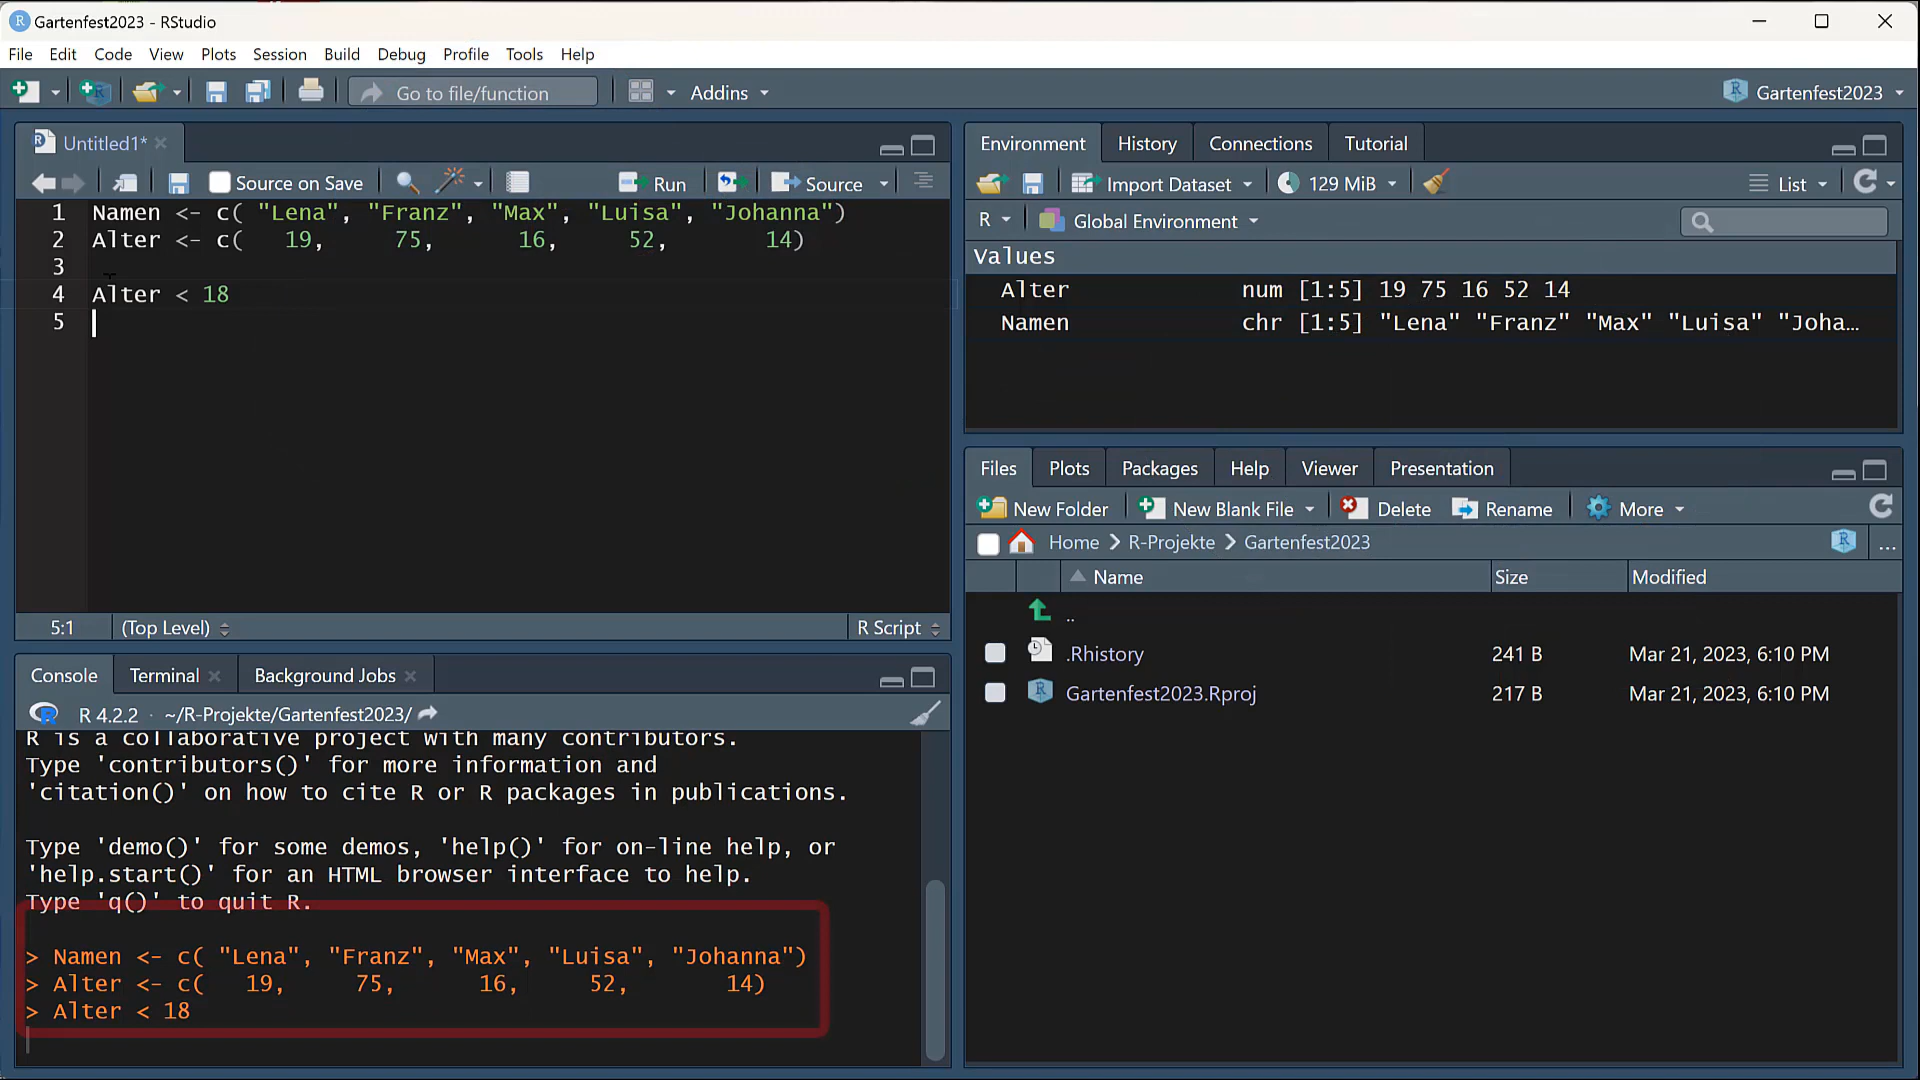 Gartenfest2023 - RStudio
File Edit Code View Plots Session Build Debug Profile Tools Help
Go to file/function Addins Gartenfest2023
Untitled1*
Source on Save Run Source
1 Namen <- c( "Lena", "Franz", "Max", "Luisa", "Johanna")
2 Alter <- c( 19, 75, 16, 52, 14)
3
4 Alter < 18
5
5:1 (Top Level) R Script
Console Terminal Background Jobs
R 4.2.2 · ~/R-Projekte/Gartenfest2023/
R is a collaborative project with many contributors.
Type 'contributors()' for more information and
'citation()' on how to cite R or R packages in publications.
Type 'demo()' for some demos, 'help()' for on-line help, or
'help.start()' for an HTML browser interface to help.
Type 'q()' to quit R.
> Namen <- c( "Lena", "Franz", "Max", "Luisa", "Johanna")
> Alter <- c( 19, 75, 16, 52, 14)
> Alter < 18
Environment History Connections Tutorial
Import Dataset 129 MiB List
R Global Environment
Values
Alter num [1:5] 19 75 16 52 14
Namen chr [1:5] "Lena" "Franz" "Max" "Luisa" "Joha…
Files Plots Packages Help Viewer Presentation
New Folder New Blank File Delete Rename More
Home R-Projekte Gartenfest2023 ...
Name Size Modified
..
.Rhistory 241 B Mar 21, 2023, 6:10 PM
Gartenfest2023.Rproj 217 B Mar 21, 2023, 6:10 PM